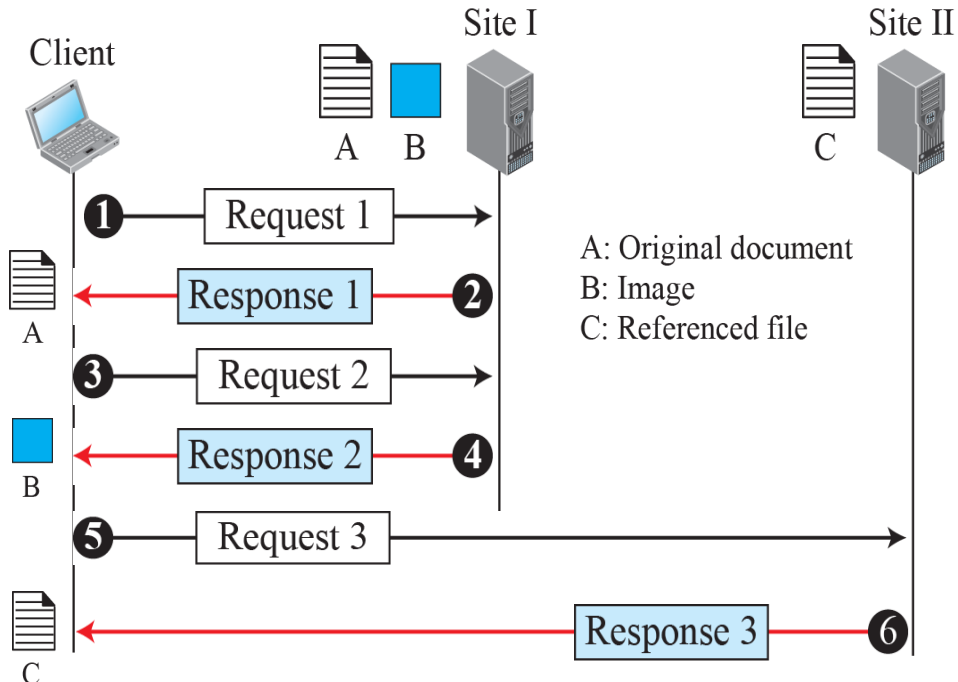 Client
Site I
Site II
A
B
C
1
Request 1
A: Original document
B: Image
C: Referenced file
Response 1
2
A
3
Request 2
Response 2
4
B
5
Request 3
Response 3
6
C